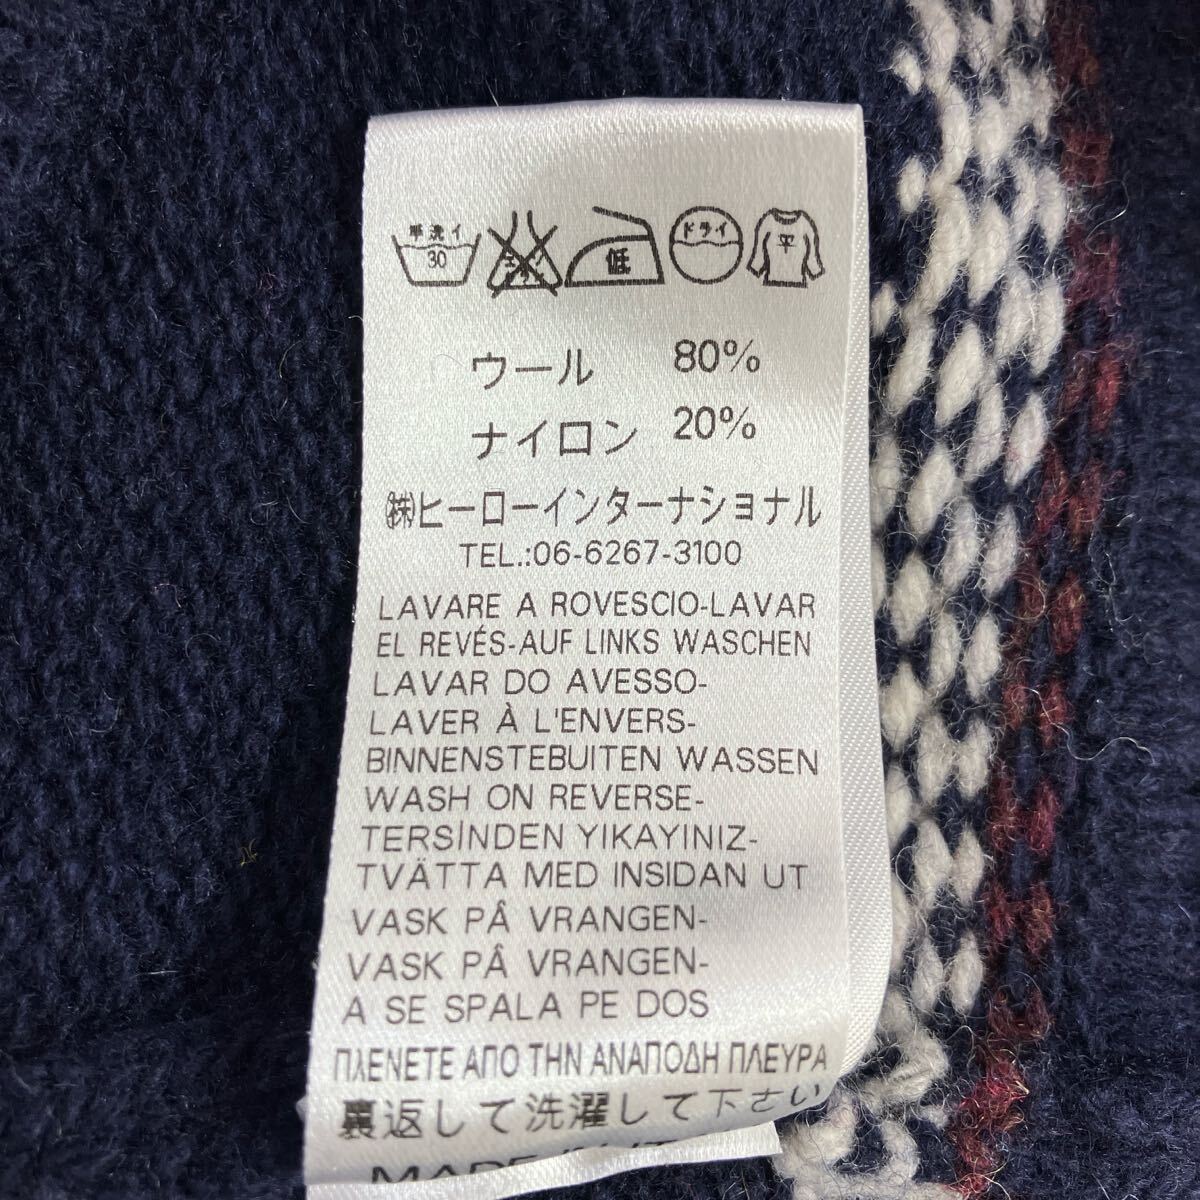 手洗イ 30 低 ドライ 平
ウール 80%
ナイロン 20%
㈱ヒーローインターナショナル
TEL.:06-6267-3100
LAVARE A ROVESCIO-LAVAR
EL REVÉS-AUF LINKS WASCHEN
LAVAR DO AVESSO-
LAVER À L'ENVERS-
BINNENSTEBUITEN WASSEN
WASH ON REVERSE-
TERSİNDEN YIKAYINIZ-
TVÄTTA MED INSIDAN UT
VASK PÅ VRANGEN-
VASK PÅ VRANGEN-
A SE SPALA PE DOS
ΠΛΕΝΕΤΕ ΑΠΟ ΤΗΝ ΑΝΑΠΟΔΗ ΠΛΕΥΡΑ
裏返して洗濯して下さい
MADE